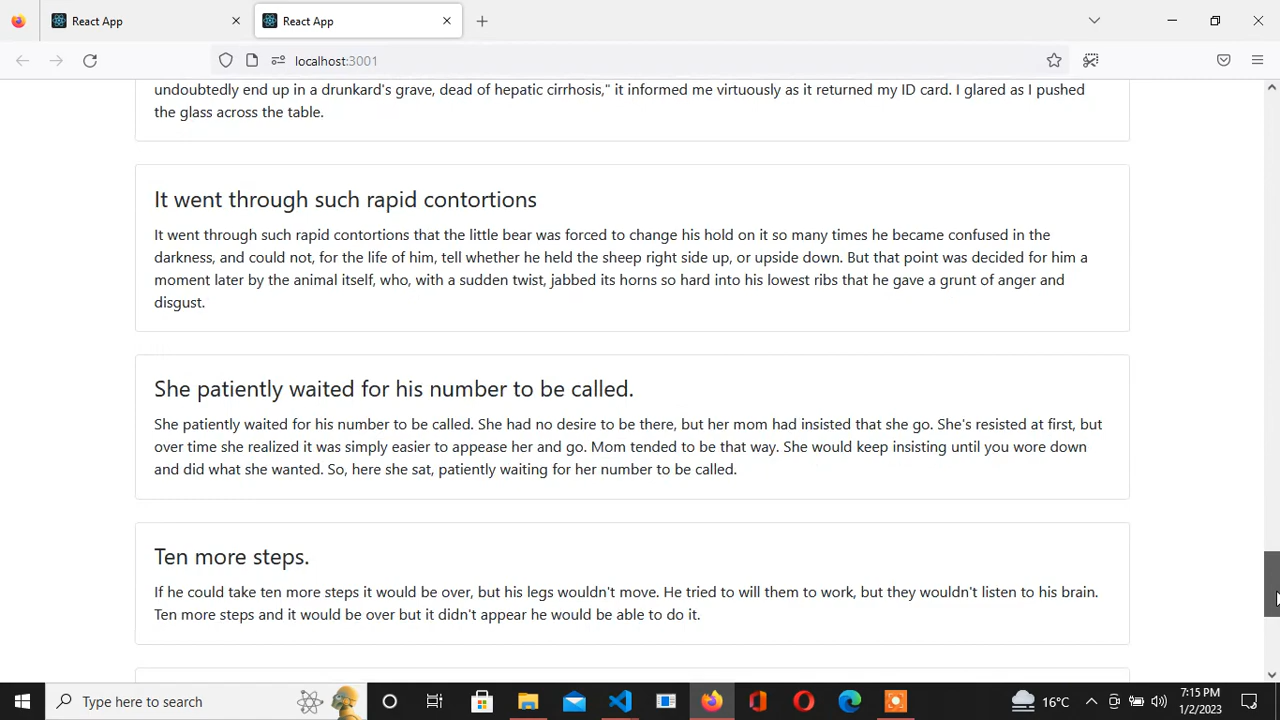 React App
React App
localhost:3001
undoubtedly end up in a drunkard's grave, dead of hepatic cirrhosis," it informed me virtuously as it returned my ID card. I glared as I pushed
the glass across the table.
It went through such rapid contortions
It went through such rapid contortions that the little bear was forced to change his hold on it so many times he became confused in the
darkness, and could not, for the life of him, tell whether he held the sheep right side up, or upside down. But that point was decided for him a
moment later by the animal itself, who, with a sudden twist, jabbed its horns so hard into his lowest ribs that he gave a grunt of anger and
disgust.
She patiently waited for his number to be called.
She patiently waited for his number to be called. She had no desire to be there, but her mom had insisted that she go. She's resisted at first, but
over time she realized it was simply easier to appease her and go. Mom tended to be that way. She would keep insisting until you wore down
and did what she wanted. So, here she sat, patiently waiting for her number to be called.
Ten more steps.
If he could take ten more steps it would be over, but his legs wouldn't move. He tried to will them to work, but they wouldn't listen to his brain.
Ten more steps and it would be over but it didn't appear he would be able to do it.
Type here to search
16°C
7:15 PM
1/2/2023